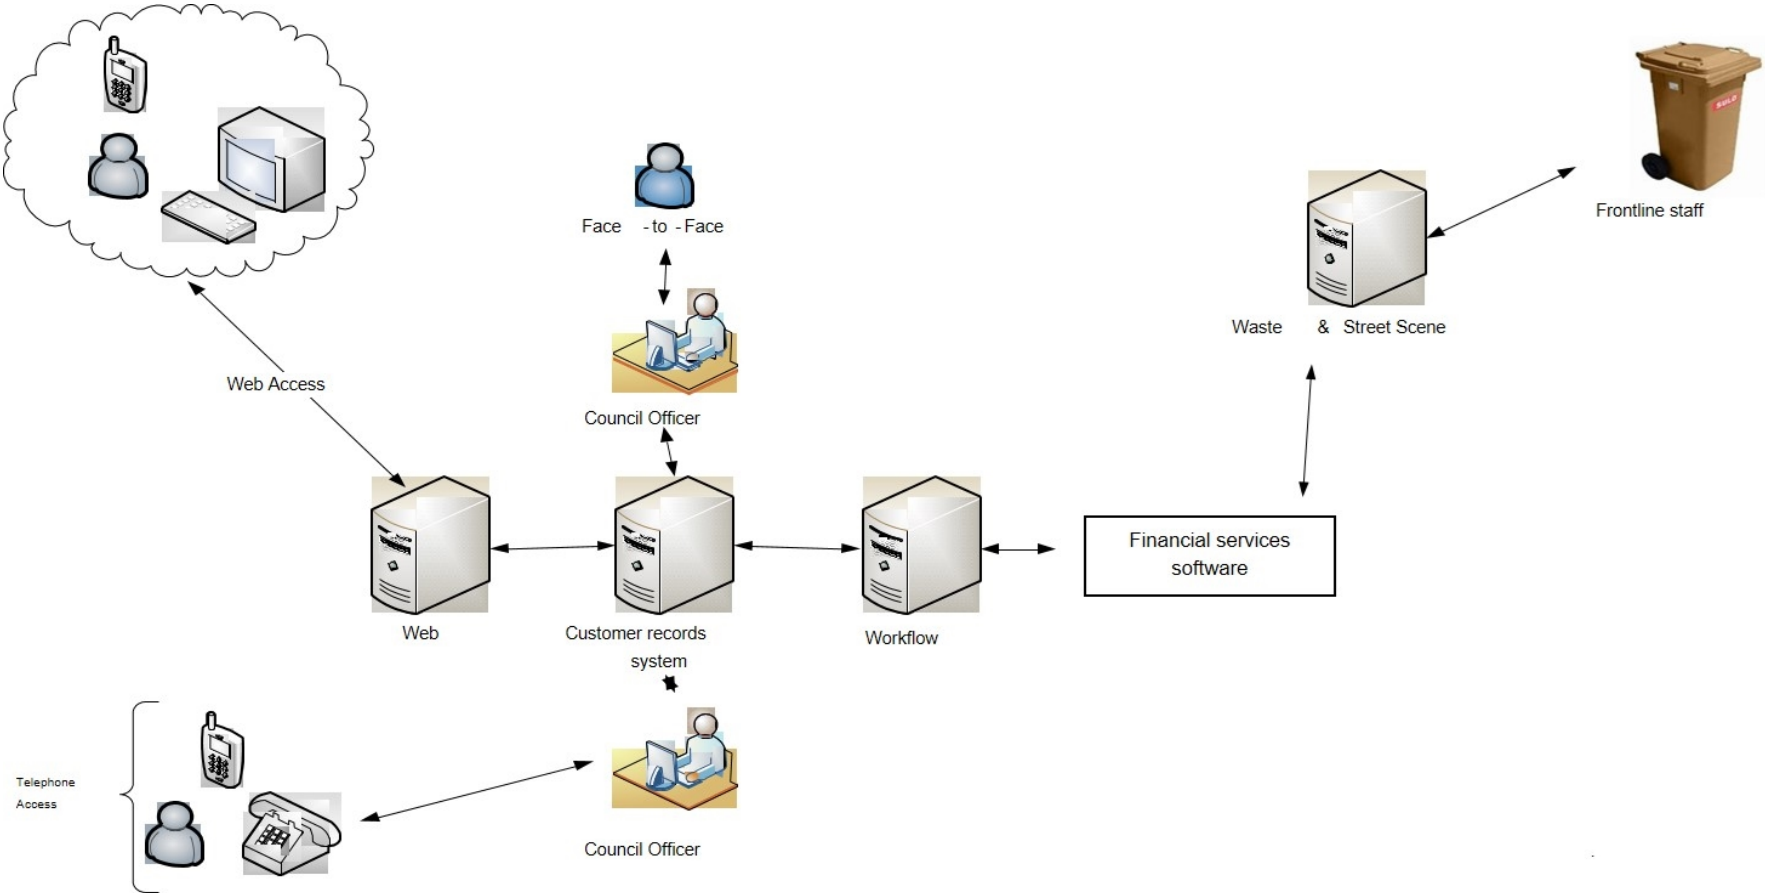 SULO
Frontline staff
Face - to - Face
Waste & Street Scene
Web Access
Council Officer
Financial services
software
Web
Customer records
system
Workflow
Telephone
Access
Council Officer
.